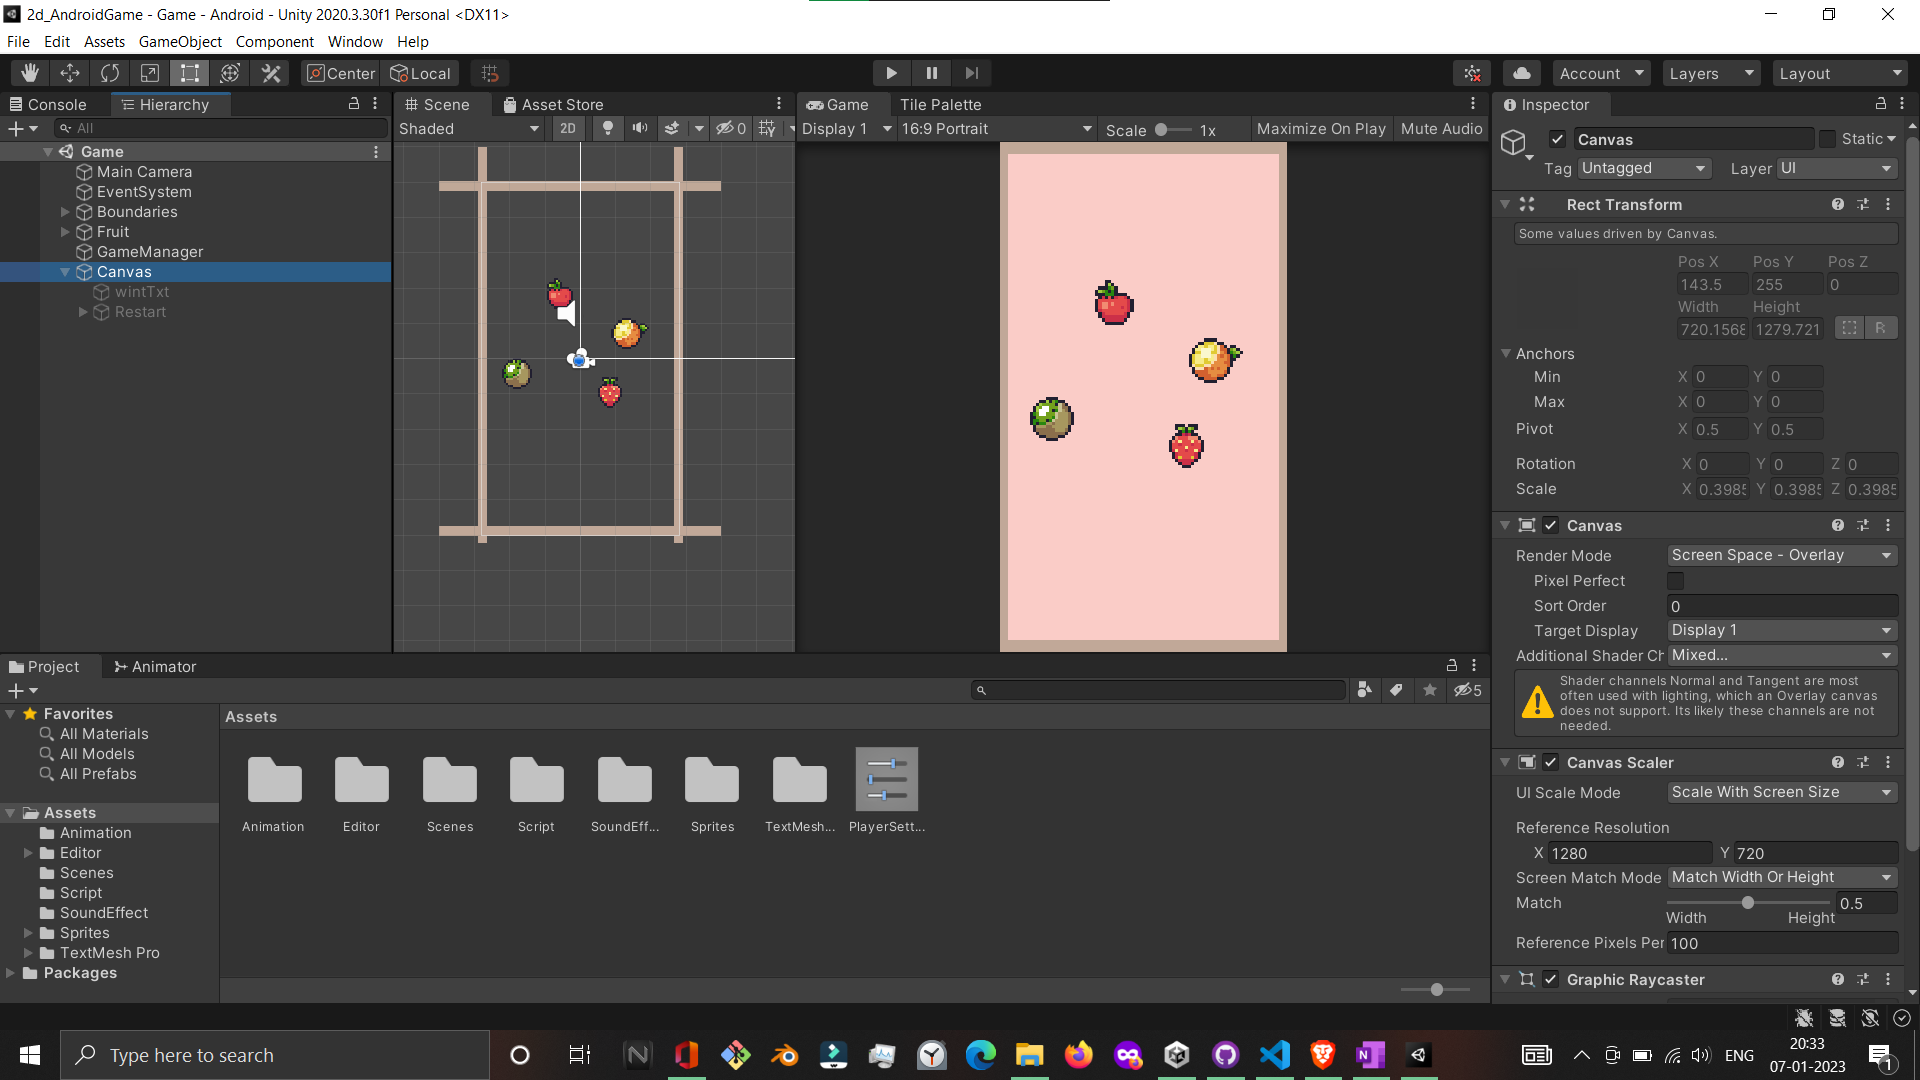 2d_AndroidGame - Game - Android - Unity 2020.3.30f1 Personal <DX11>
File Edit Assets GameObject Component Window Help
Center Local
Account Layers Layout
Console Hierarchy
All
Game
Main Camera
EventSystem
Boundaries
Fruit
GameManager
Canvas
wintTxt
Restart
Scene Asset Store
Shaded 2D 0
Game Tile Palette
Display 1 16:9 Portrait Scale 1x Maximize On Play Mute Audio
Inspector
Canvas Static
Tag Untagged Layer UI
Rect Transform
Some values driven by Canvas.
Pos X Pos Y Pos Z
143.5 255 0
Width Height
720.1568 1279.721 R
Anchors
Min X 0 Y 0
Max X 0 Y 0
Pivot X 0.5 Y 0.5
Rotation X 0 Y 0 Z 0
Scale X 0.3985 Y 0.3985 Z 0.3985
Canvas
Render Mode Screen Space - Overlay
Pixel Perfect
Sort Order 0
Target Display Display 1
Additional Shader Ch Mixed...
Shader channels Normal and Tangent are most
often used with lighting, which an Overlay canvas
does not support. Its likely these channels are not
needed.
Canvas Scaler
UI Scale Mode Scale With Screen Size
Reference Resolution
X 1280 Y 720
Screen Match Mode Match Width Or Height
Match 0.5
Width Height
Reference Pixels Per 100
Graphic Raycaster
Project Animator
5
Favorites
All Materials
All Models
All Prefabs
Assets
Animation
Editor
Scenes
Script
SoundEffect
Sprites
TextMesh Pro
Packages
Assets
Animation Editor Scenes Script SoundEff... Sprites TextMesh... PlayerSett...
Type here to search
ENG
20:33
07-01-2023
1